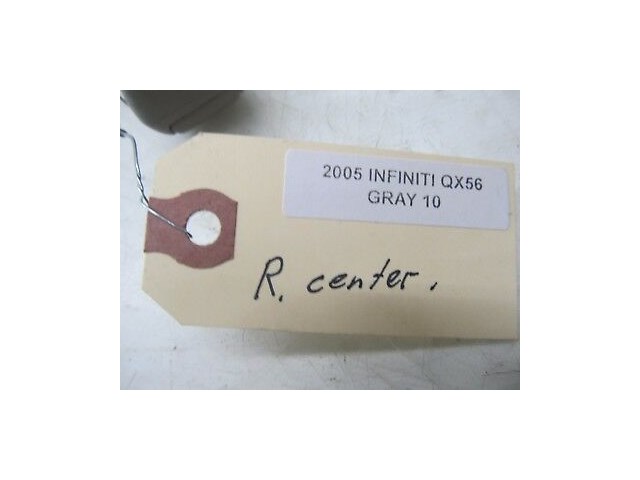 2005 INFINITI QX56
GRAY 10
R. center.